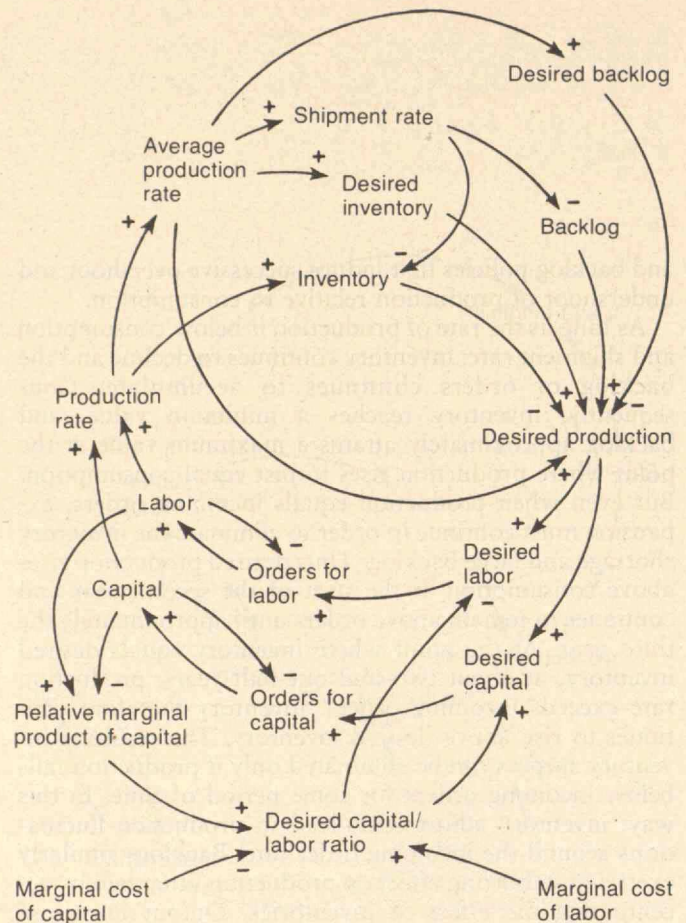 +
Desired backlog
+
Shipment rate
Average
production
rate
+
Desired
inventory
-
Backlog
+
+
-
Inventory
-
+
+
+
Production
rate
+
+
+
Desired production
+
Labor
+
-
Orders for
labor
+
+
Desired
labor
-
Capital
+
-
+
+
Desired
capital
+
+
-
Relative marginal
product of capital
Orders for
capital
+
+
+
Desired capital/
labor ratio
-
+
Marginal cost
of capital
Marginal cost
of labor